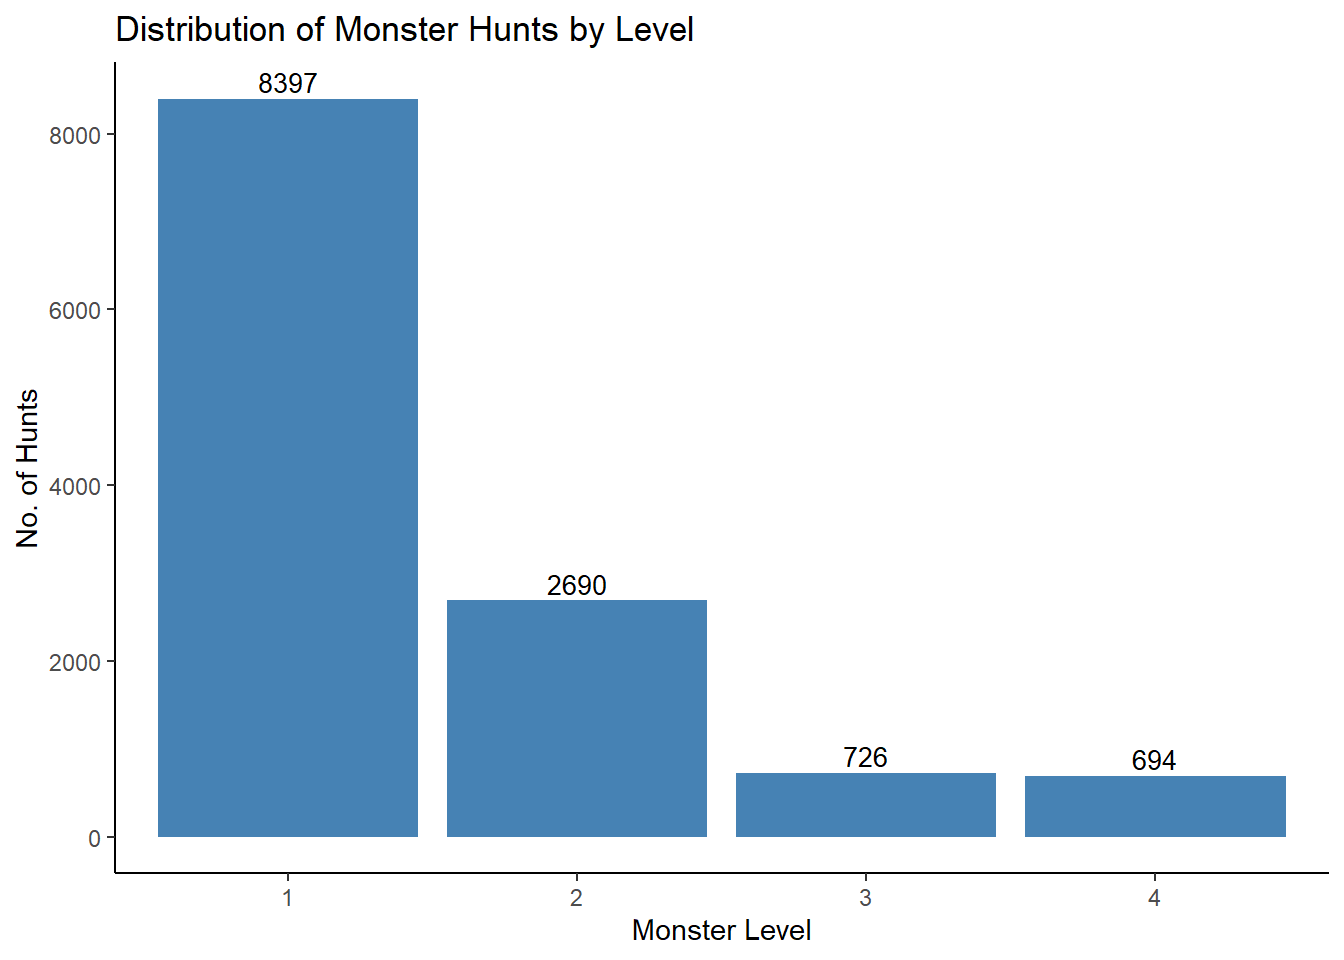 Distribution of Monster Hunts by Level
8397
8000
6000
No. of Hunts
4000
2690
2000
726
694
0
1 2 3 4
Monster Level